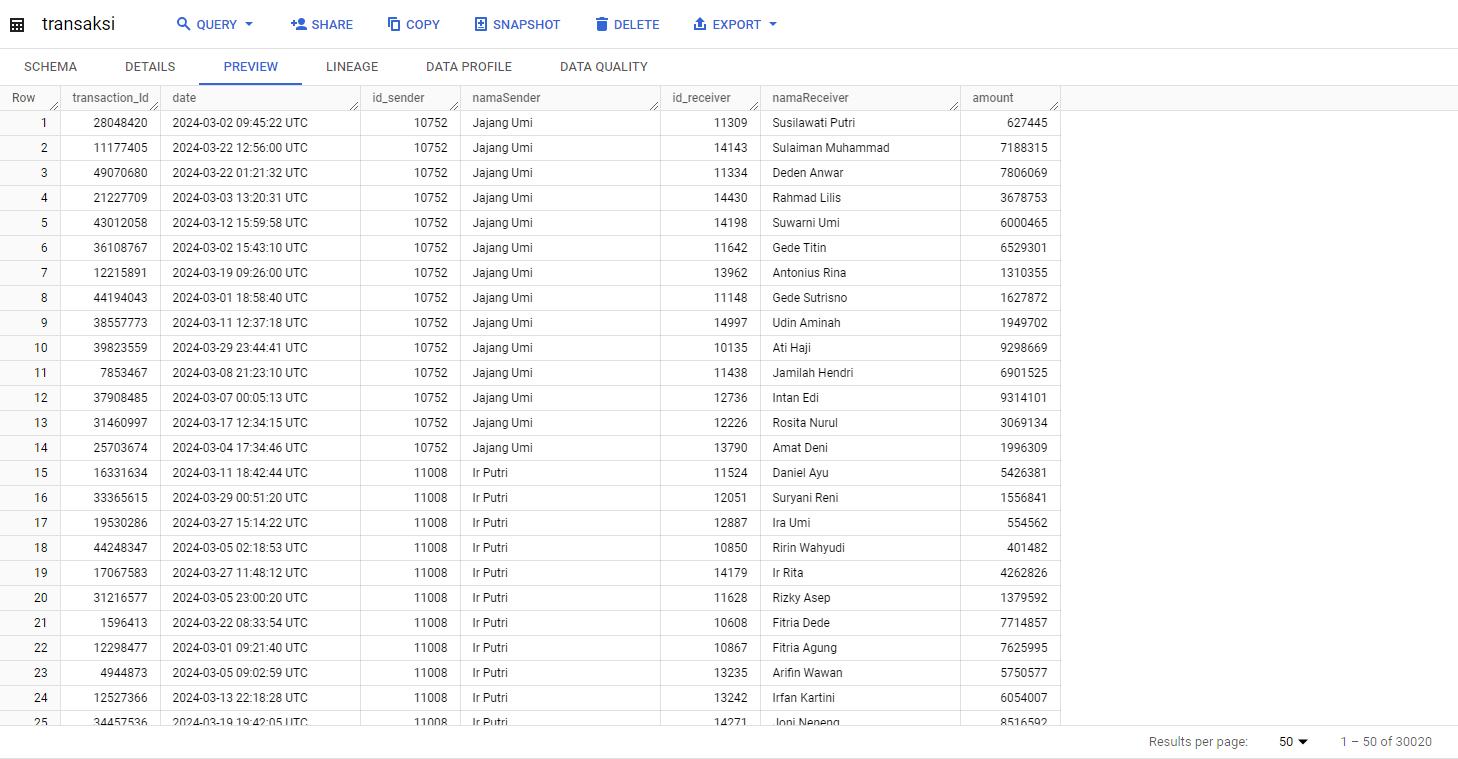 transaksi QUERY SHARE COPY SNAPSHOT DELETE EXPORT
SCHEMA DETAILS PREVIEW LINEAGE DATA PROFILE DATA QUALITY
Row transaction_Id date id_sender namaSender id_receiver namaReceiver amount
1 28048420 2024-03-02 09:45:22 UTC 10752 Jajang Umi 11309 Susilawati Putri 627445
2 11177405 2024-03-22 12:56:00 UTC 10752 Jajang Umi 14143 Sulaiman Muhammad 7188315
3 49070680 2024-03-22 01:21:32 UTC 10752 Jajang Umi 11334 Deden Anwar 7806069
4 21227709 2024-03-03 13:20:31 UTC 10752 Jajang Umi 14430 Rahmad Lilis 3678753
5 43012058 2024-03-12 15:59:58 UTC 10752 Jajang Umi 14198 Suwarni Umi 6000465
6 36108767 2024-03-02 15:43:10 UTC 10752 Jajang Umi 11642 Gede Titin 6529301
7 12215891 2024-03-19 09:26:00 UTC 10752 Jajang Umi 13962 Antonius Rina 1310355
8 44194043 2024-03-01 18:58:40 UTC 10752 Jajang Umi 11148 Gede Sutrisno 1627872
9 38557773 2024-03-11 12:37:18 UTC 10752 Jajang Umi 14997 Udin Aminah 1949702
10 39823559 2024-03-29 23:44:41 UTC 10752 Jajang Umi 10135 Ati Haji 9298669
11 7853467 2024-03-08 21:23:10 UTC 10752 Jajang Umi 11438 Jamilah Hendri 6901525
12 37908485 2024-03-07 00:05:13 UTC 10752 Jajang Umi 12736 Intan Edi 9314101
13 31460997 2024-03-17 12:34:15 UTC 10752 Jajang Umi 12226 Rosita Nurul 3069134
14 25703674 2024-03-04 17:34:46 UTC 10752 Jajang Umi 13790 Amat Deni 1996309
15 16331634 2024-03-11 18:42:44 UTC 11008 Ir Putri 11524 Daniel Ayu 5426381
16 33365615 2024-03-29 00:51:20 UTC 11008 Ir Putri 12051 Suryani Reni 1556841
17 19530286 2024-03-27 15:14:22 UTC 11008 Ir Putri 12887 Ira Umi 554562
18 44248347 2024-03-05 02:18:53 UTC 11008 Ir Putri 10850 Ririn Wahyudi 401482
19 17067583 2024-03-27 11:48:12 UTC 11008 Ir Putri 14179 Ir Rita 4262826
20 31216577 2024-03-05 23:00:20 UTC 11008 Ir Putri 11628 Rizky Asep 1379592
21 1596413 2024-03-22 08:33:54 UTC 11008 Ir Putri 10608 Fitria Dede 7714857
22 12298477 2024-03-01 09:21:40 UTC 11008 Ir Putri 10867 Fitria Agung 7625995
23 4944873 2024-03-05 09:02:59 UTC 11008 Ir Putri 13235 Arifin Wawan 5750577
24 12527366 2024-03-13 22:18:28 UTC 11008 Ir Putri 13242 Irfan Kartini 6054007
25 34457536 2024-03-19 19:42:05 UTC 11008 Ir Putri 14271 Joni Neneng 8516592
Results per page: 50 1 – 50 of 30020